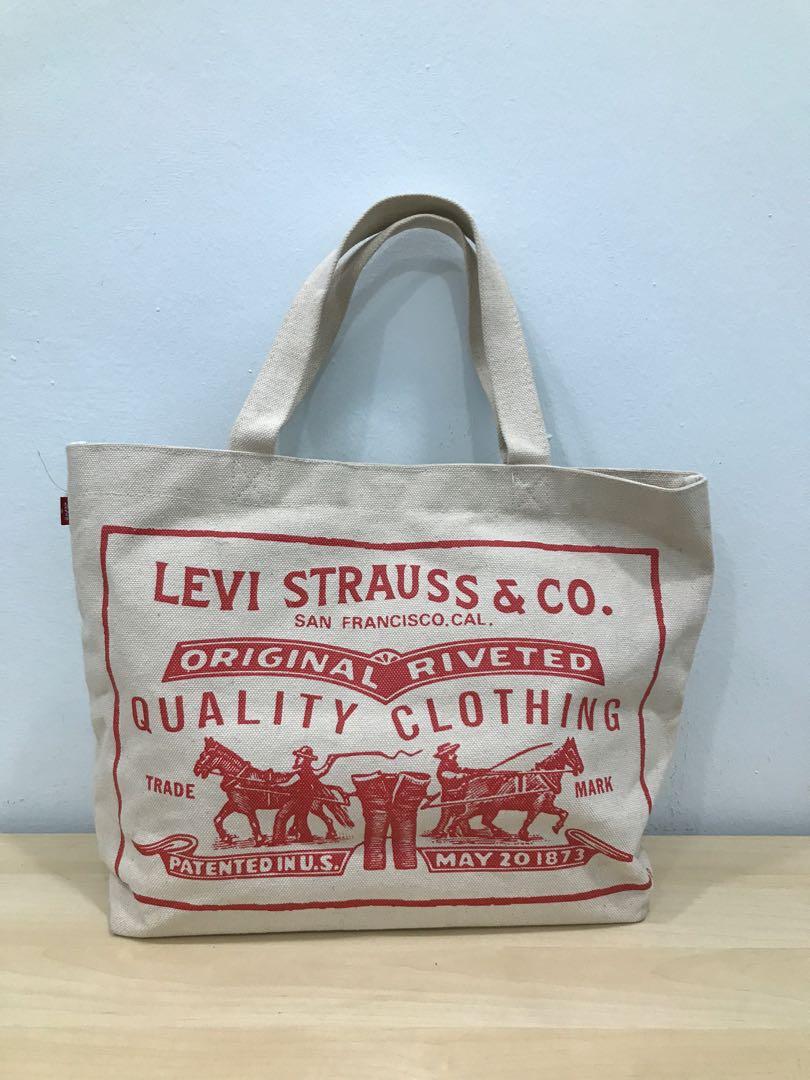 LEVI STRAUSS & CO.
SAN FRANCISCO. CAL.
ORIGINAL RIVETED
QUALITY CLOTHING
TRADE MARK
PATENTED IN U.S. MAY 20 1873